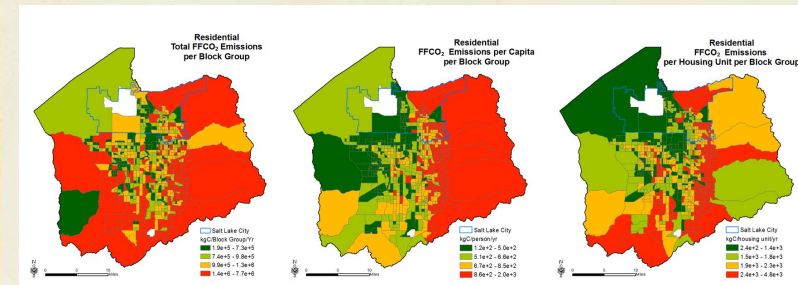 Residential
Total FFCO2 Emissions
per Block Group
Salt Lake City
kgC/Block Group/Yr
1.9e+5 - 7.3e+5
7.4e+5 - 9.8e+5
9.9e+5 - 1.3e+6
1.4e+6 - 7.7e+6
0 5 10
Residential
FFCO2 Emissions per Capita
per Block Group
Salt Lake City
kgC/person/yr
1.2e+2 - 5.0e+2
5.1e+2 - 6.6e+2
6.7e+2 - 8.5e+2
8.6e+2 - 2.0e+3
0 5 10
Residential
FFCO2 Emissions
per Housing Unit per Block Group
Salt Lake City
kgC/housing unit/yr
2.4e+2 - 1.4e+3
1.5e+3 - 1.8e+3
1.9e+3 - 2.3e+3
2.4e+3 - 4.8e+3
0 5 10